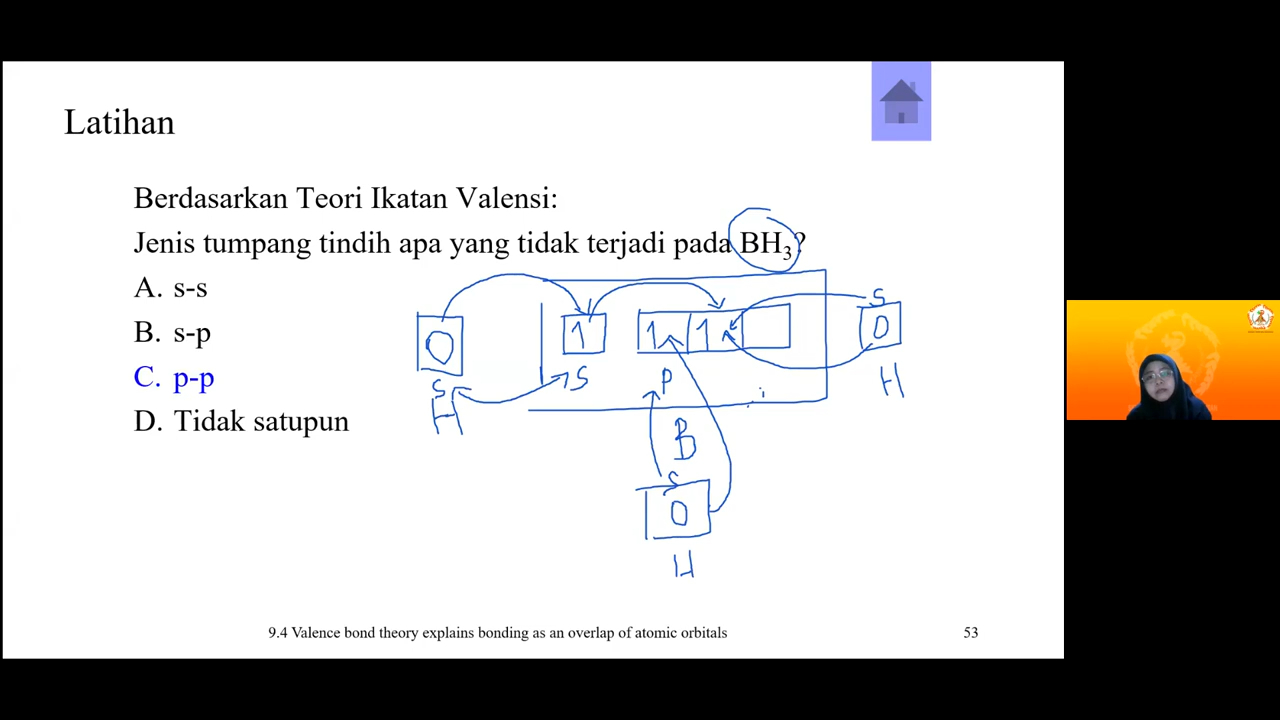 Latihan
Berdasarkan Teori Ikatan Valensi:
Jenis tumpang tindih apa yang tidak terjadi pada BH₃?
A. s-s
B. s-p
C. p-p
D. Tidak satupun
0
s
H
1
s
1 1
p
B
s
0
H
s
0
H
9.4 Valence bond theory explains bonding as an overlap of atomic orbitals
53